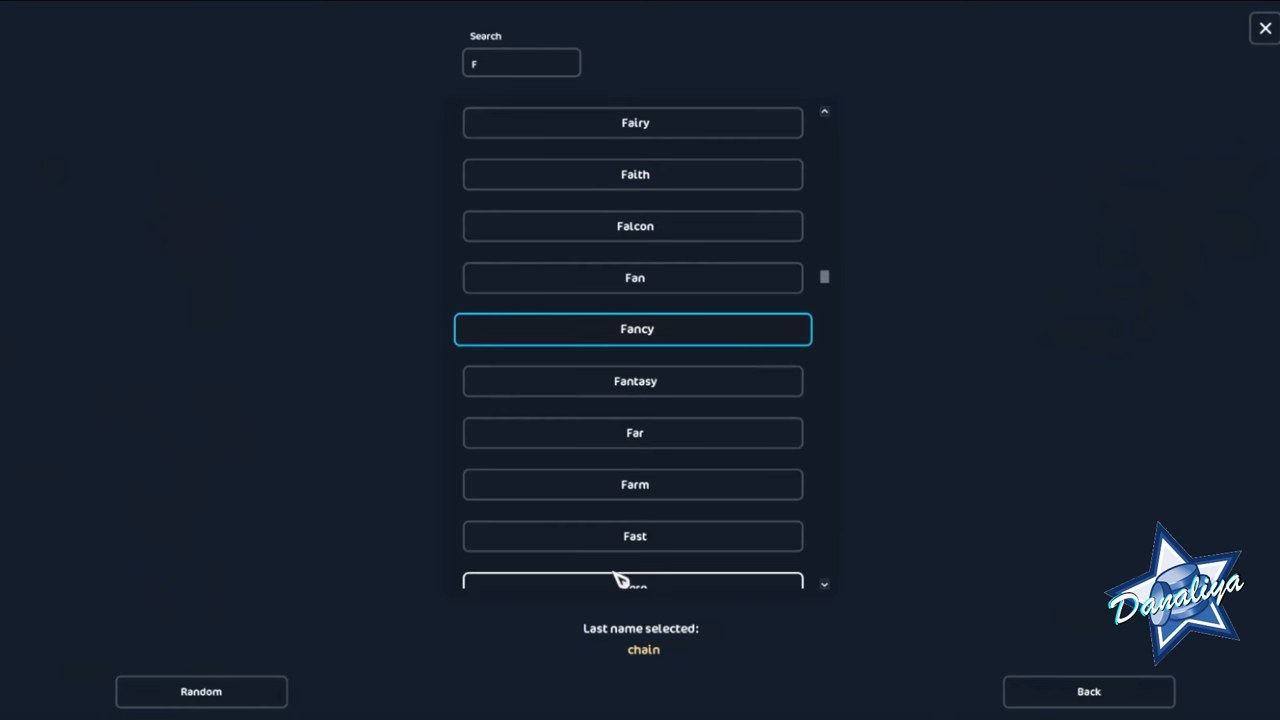 Search
F
Fairy
Faith
Falcon
Fan
Fancy
Fantasy
Far
Farm
Fast
Last name selected:
chain
Random
Back
Danaliya